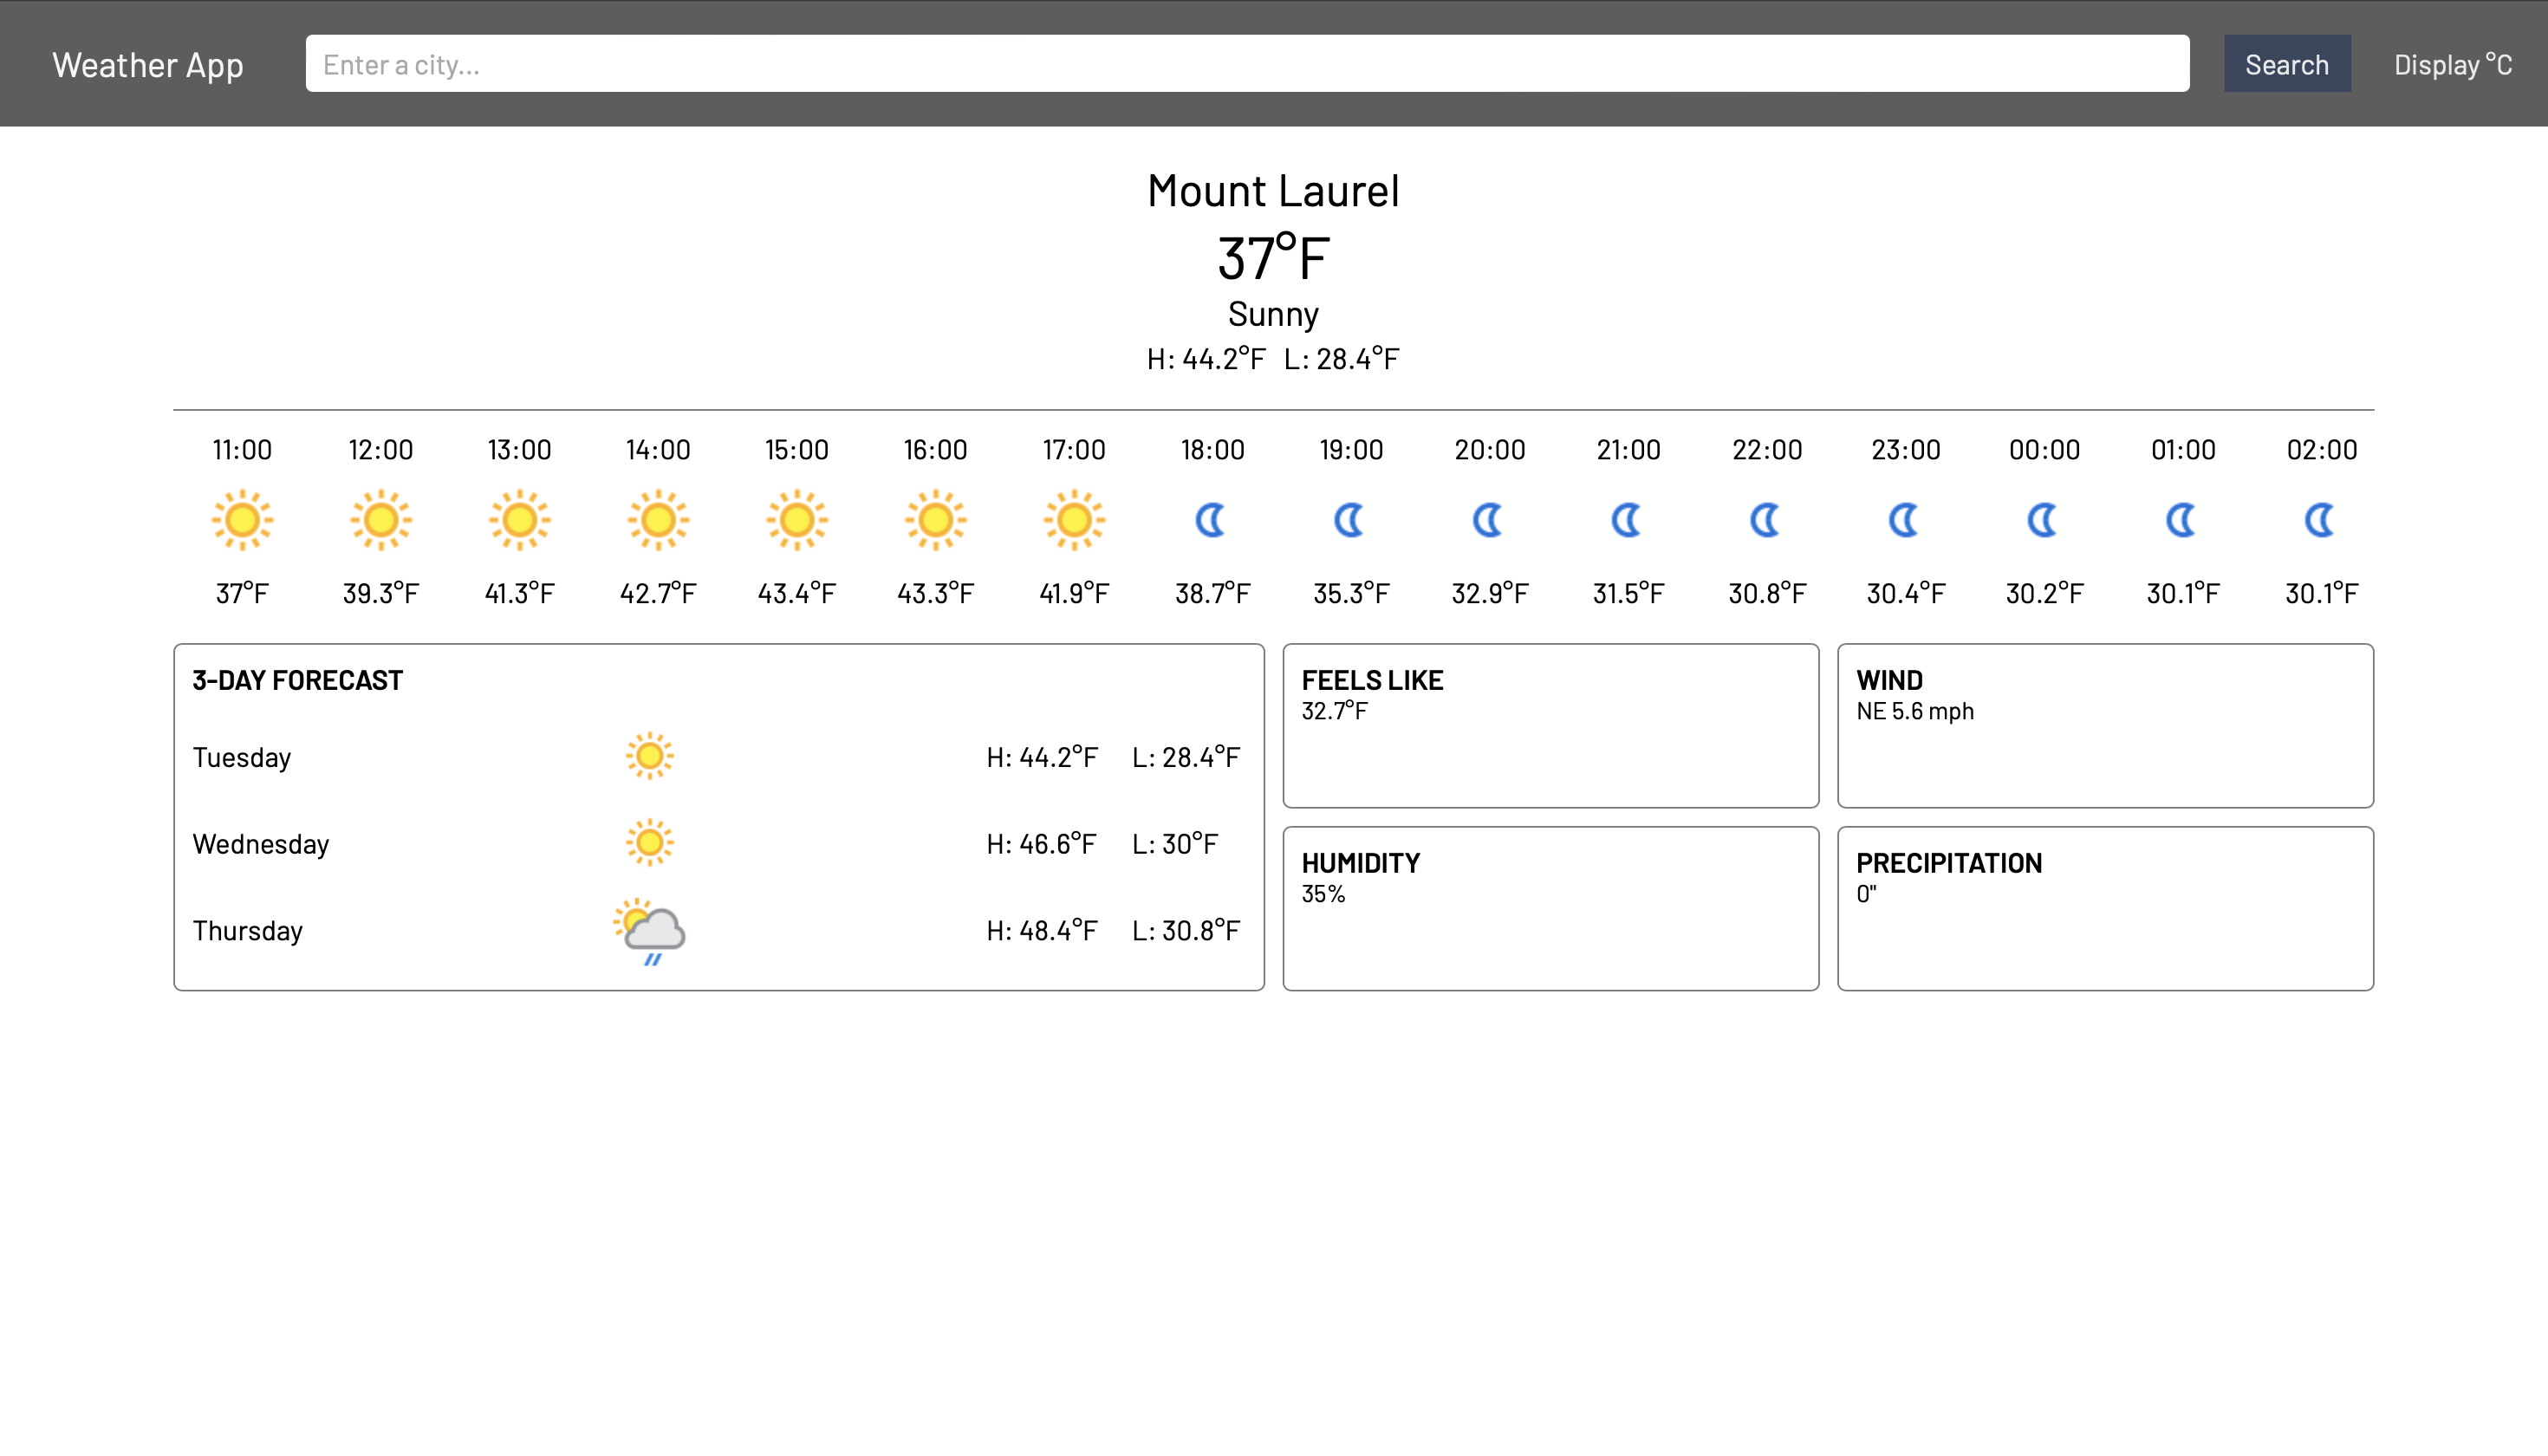 Weather App Enter a city... Search Display °C
Mount Laurel
37°F
Sunny
H: 44.2°F L: 28.4°F
11:00 12:00 13:00 14:00 15:00 16:00 17:00 18:00 19:00 20:00 21:00 22:00 23:00 00:00 01:00 02:00
37°F 39.3°F 41.3°F 42.7°F 43.4°F 43.3°F 41.9°F 38.7°F 35.3°F 32.9°F 31.5°F 30.8°F 30.4°F 30.2°F 30.1°F 30.1°F
3-DAY FORECAST
Tuesday H: 44.2°F L: 28.4°F
Wednesday H: 46.6°F L: 30°F
Thursday H: 48.4°F L: 30.8°F
FEELS LIKE
32.7°F
WIND
NE 5.6 mph
HUMIDITY
35%
PRECIPITATION
0"